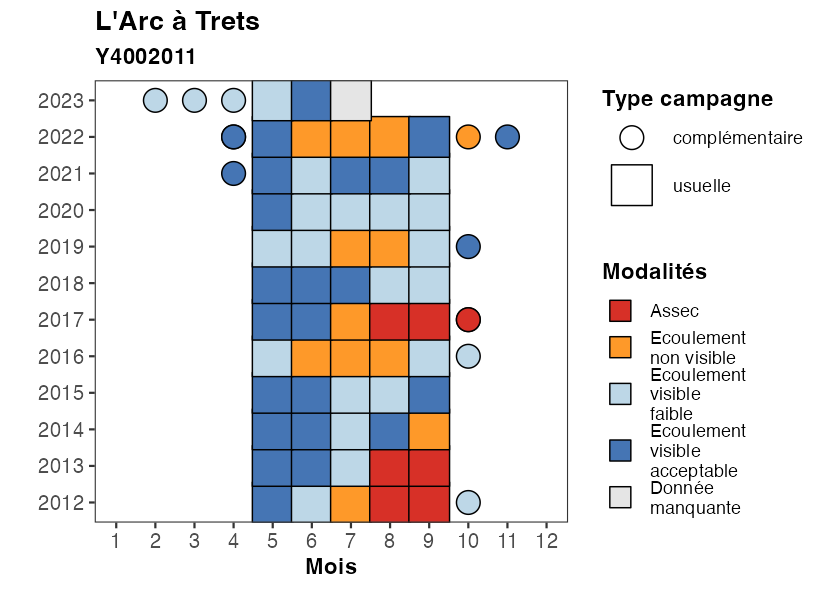 L'Arc à Trets
Y4002011
2023
2022
2021
2020
2019
2018
2017
2016
2015
2014
2013
2012
1 2 3 4 5 6 7 8 9 10 11 12
Mois
Type campagne
complémentaire
usuelle
Modalités
Assec
Ecoulement
non visible
Ecoulement
visible
faible
Ecoulement
visible
acceptable
Donnée
manquante